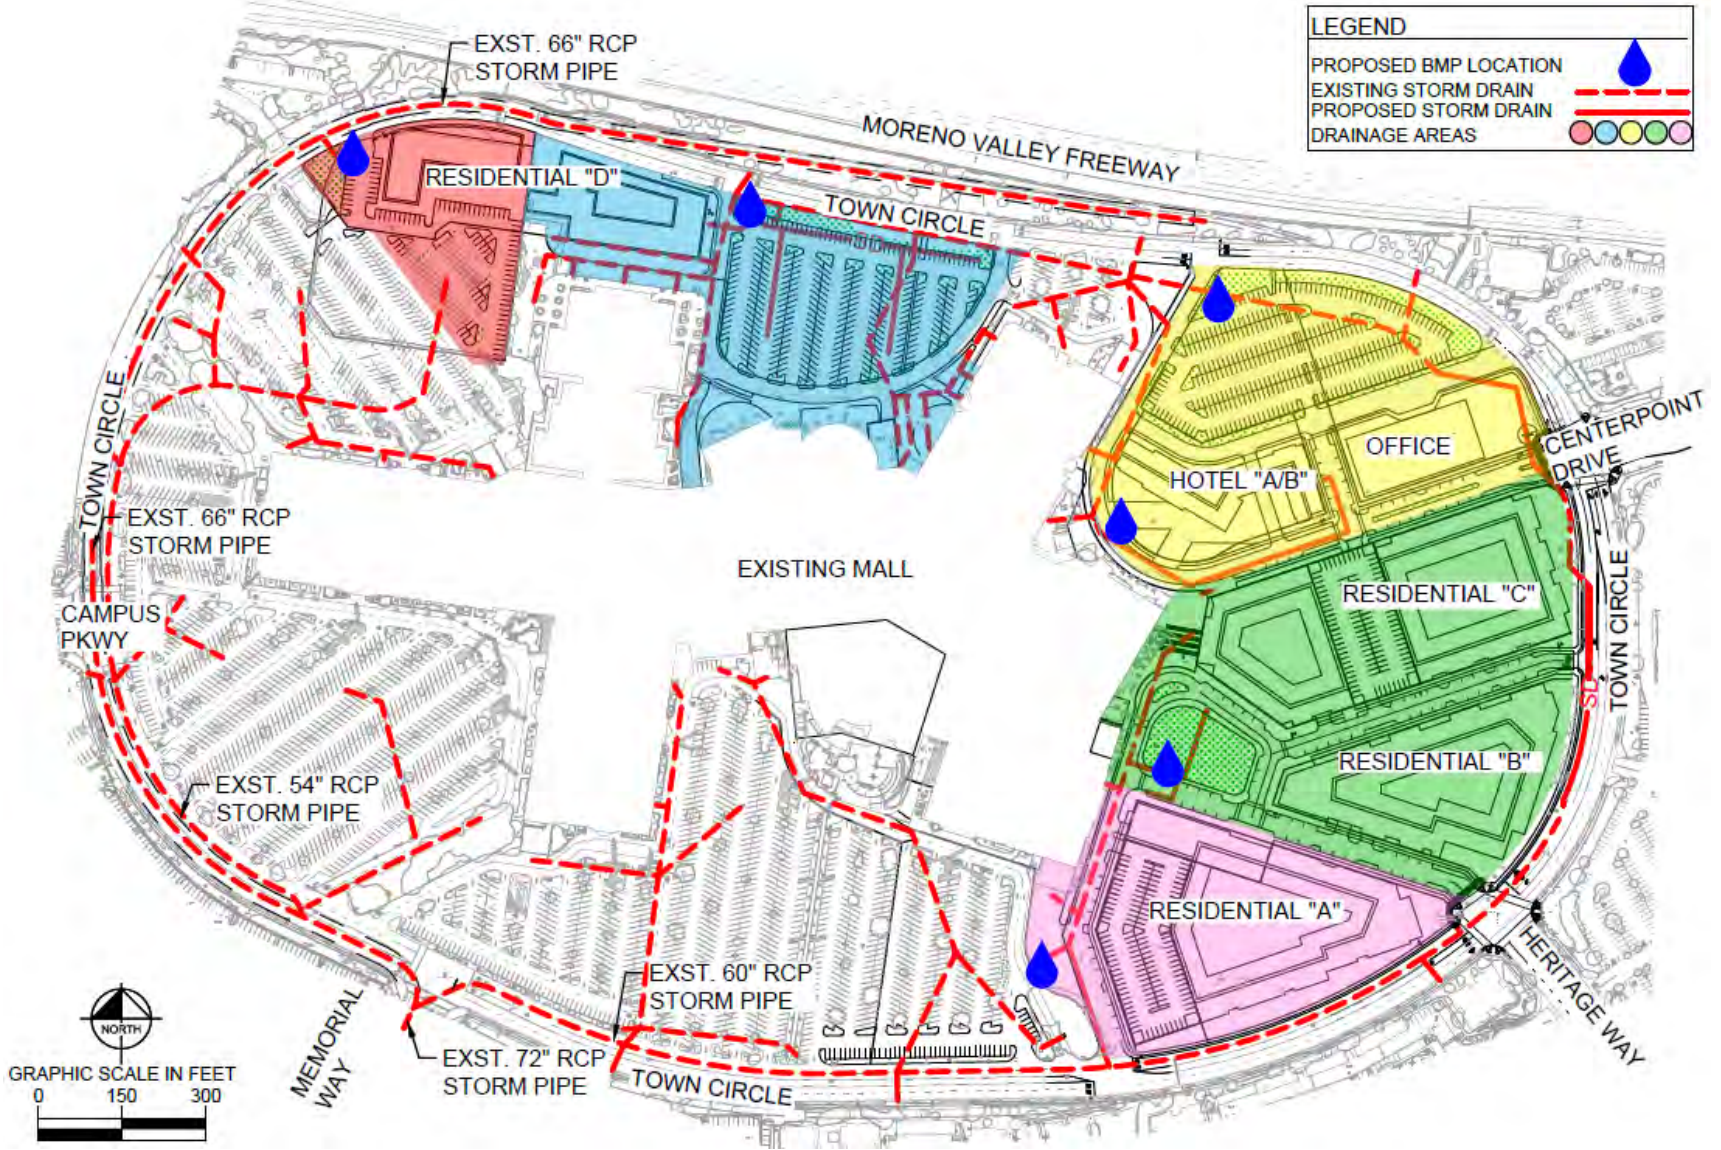 LEGEND
PROPOSED BMP LOCATION
EXISTING STORM DRAIN
PROPOSED STORM DRAIN
DRAINAGE AREAS
EXST. 66" RCP
STORM PIPE
MORENO VALLEY FREEWAY
RESIDENTIAL "D"
TOWN CIRCLE
TOWN CIRCLE
CENTERPOINT
DRIVE
OFFICE
HOTEL "A/B"
EXST. 66" RCP
STORM PIPE
EXISTING MALL
RESIDENTIAL "C"
TOWN CIRCLE
CAMPUS
PKWY
SD
RESIDENTIAL "B"
EXST. 54" RCP
STORM PIPE
RESIDENTIAL "A"
HERITAGE WAY
EXST. 60" RCP
STORM PIPE
NORTH
MEMORIAL
WAY
EXST. 72" RCP
STORM PIPE
TOWN CIRCLE
GRAPHIC SCALE IN FEET
0 150 300